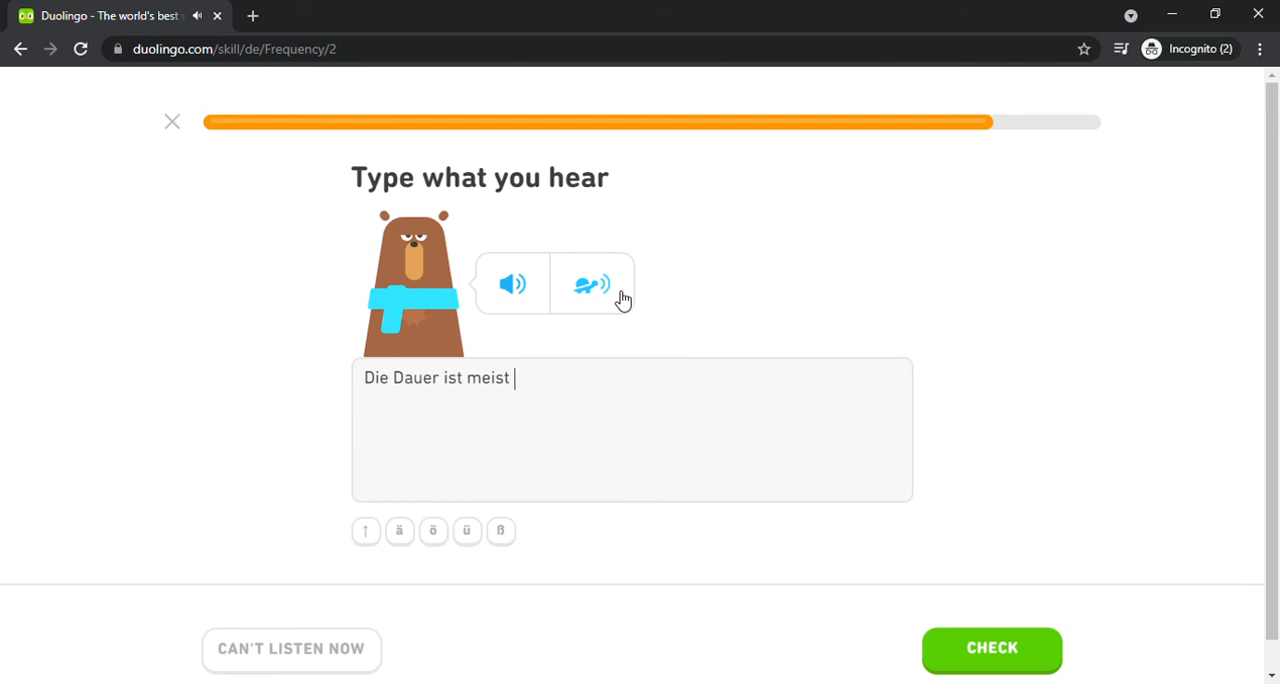 Duolingo - The world's best
duolingo.com/skill/de/Frequency/2
Incognito (2)
Type what you hear
Die Dauer ist meist
↑ ä ö ü ß
CAN'T LISTEN NOW
CHECK